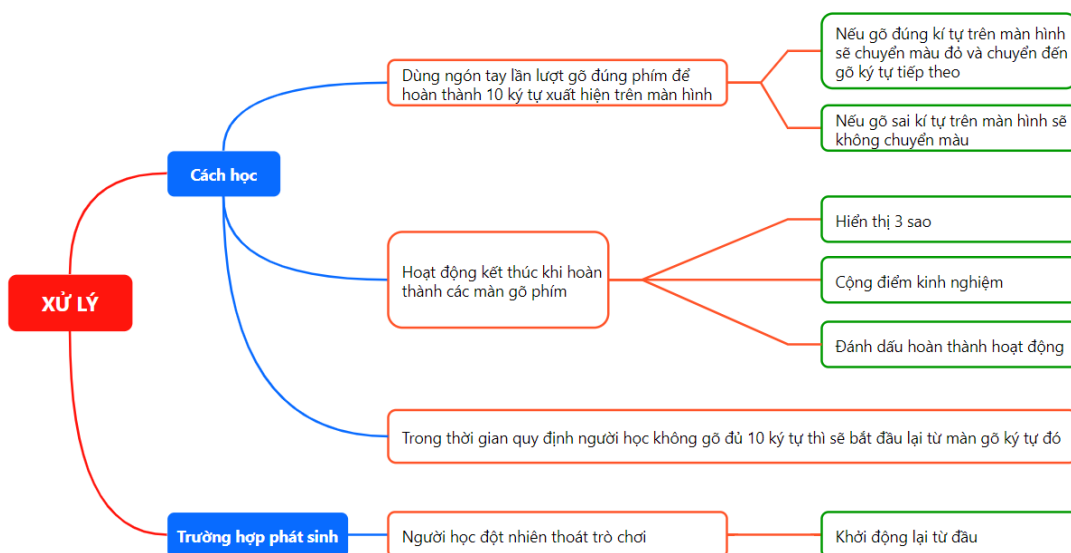 XỬ LÝ
Cách học
Dùng ngón tay lần lượt gõ đúng phím để
hoàn thành 10 ký tự xuất hiện trên màn hình
Nếu gõ đúng kí tự trên màn hình
sẽ chuyển màu đỏ và chuyển đến
gõ ký tự tiếp theo
Nếu gõ sai kí tự trên màn hình sẽ
không chuyển màu
Hoạt động kết thúc khi hoàn
thành các màn gõ phím
Hiển thị 3 sao
Cộng điểm kinh nghiệm
Đánh dấu hoàn thành hoạt động
Trong thời gian quy định người học không gõ đủ 10 ký tự thì sẽ bắt đầu lại từ màn gõ ký tự đó
Trường hợp phát sinh
Người học đột nhiên thoát trò chơi
Khởi động lại từ đầu